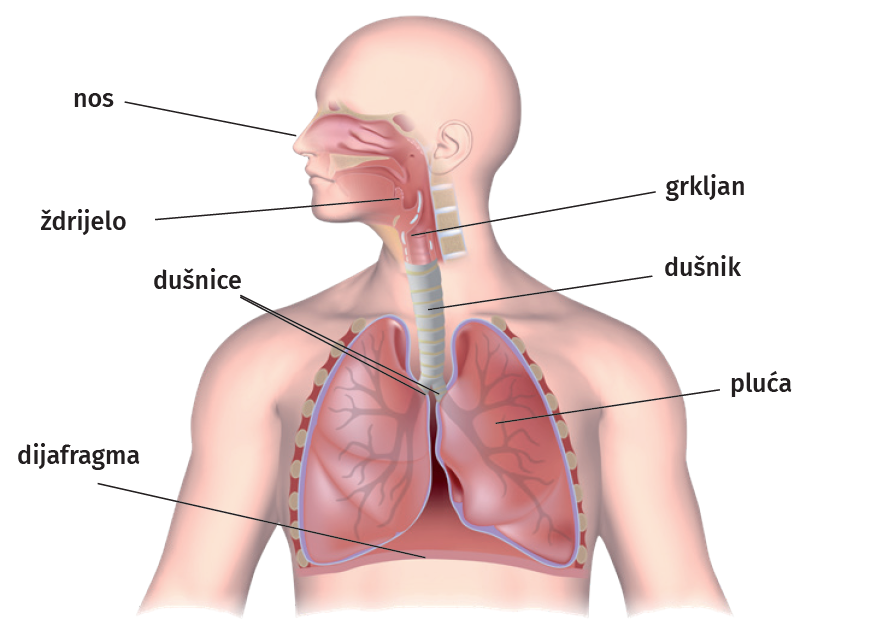 nos
ždrijelo
dušnice
dijafragma
grkljan
dušnik
pluća